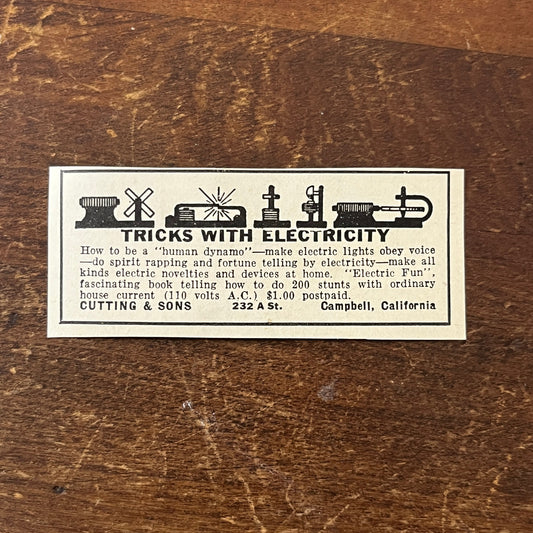 TRICKS WITH ELECTRICITY
How to be a "human dynamo"—make electric lights obey voice
—do spirit rapping and fortune telling by electricity—make all
kinds electric novelties and devices at home. "Electric Fun",
fascinating book telling how to do 200 stunts with ordinary
house current (110 volts A.C.) $1.00 postpaid.
CUTTING & SONS 232 A St. Campbell, California